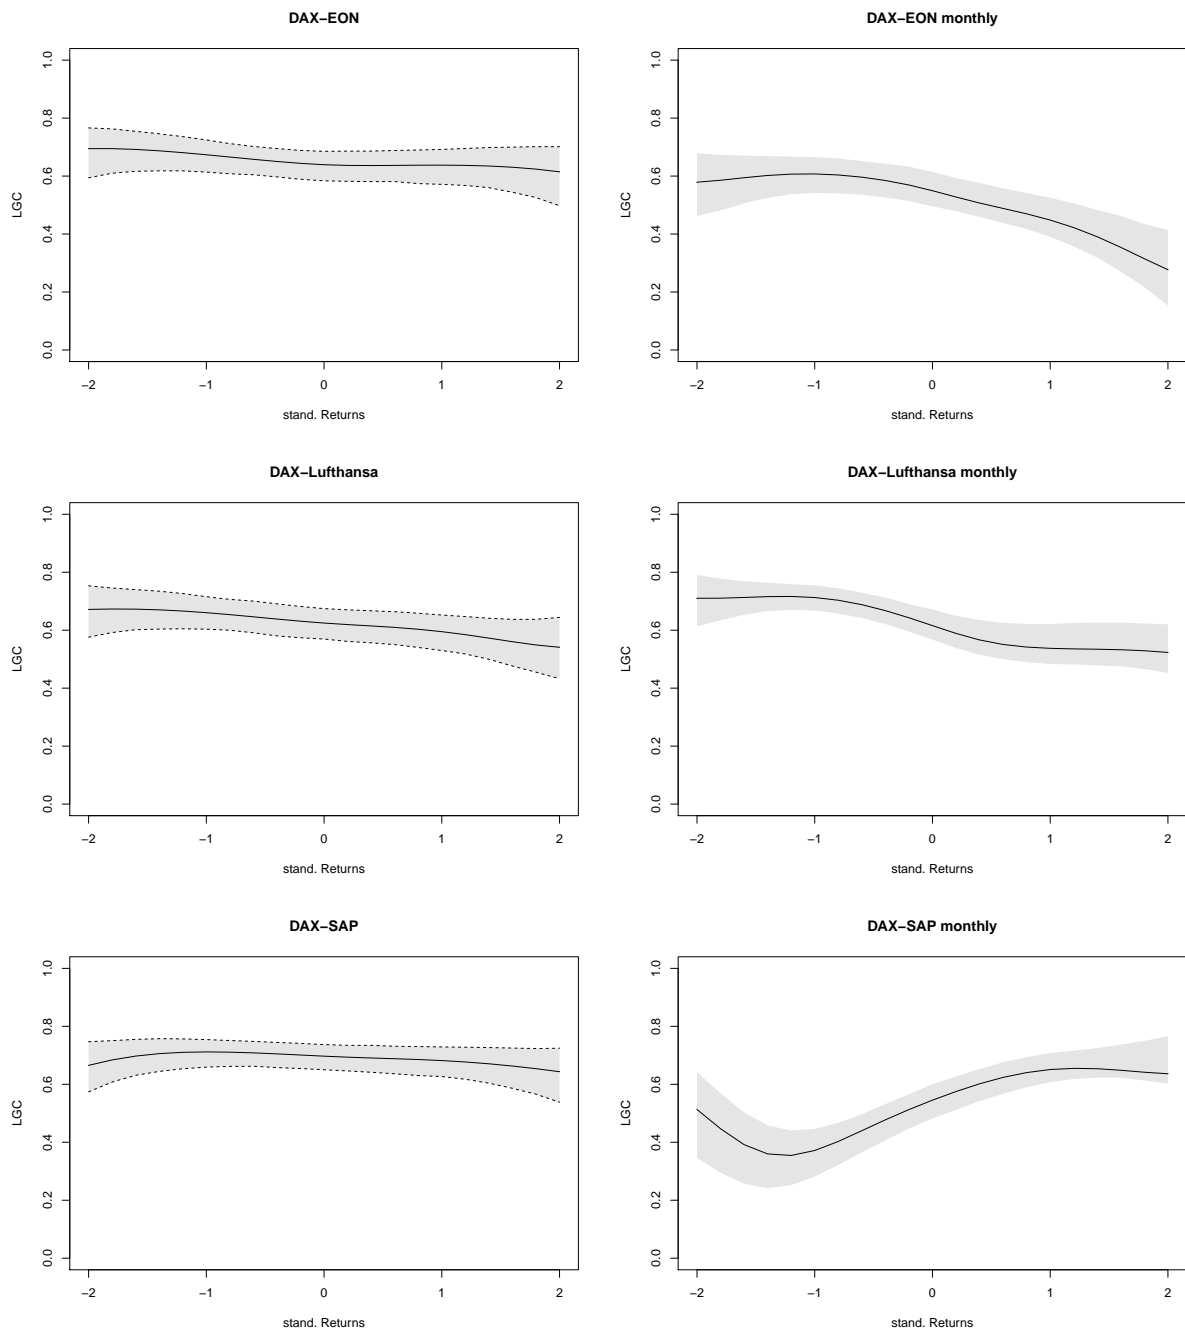 DAX−EON
DAX−EON monthly
LGC
0.0 0.2 0.4 0.6 0.8 1.0
−2 −1 0 1 2
stand. Returns
LGC
0.0 0.2 0.4 0.6 0.8 1.0
−2 −1 0 1 2
stand. Returns
DAX−Lufthansa
DAX−Lufthansa monthly
LGC
0.0 0.2 0.4 0.6 0.8 1.0
−2 −1 0 1 2
stand. Returns
LGC
0.0 0.2 0.4 0.6 0.8 1.0
−2 −1 0 1 2
stand. Returns
DAX−SAP
DAX−SAP monthly
LGC
0.0 0.2 0.4 0.6 0.8 1.0
−2 −1 0 1 2
stand. Returns
LGC
0.0 0.2 0.4 0.6 0.8 1.0
−2 −1 0 1 2
stand. Returns